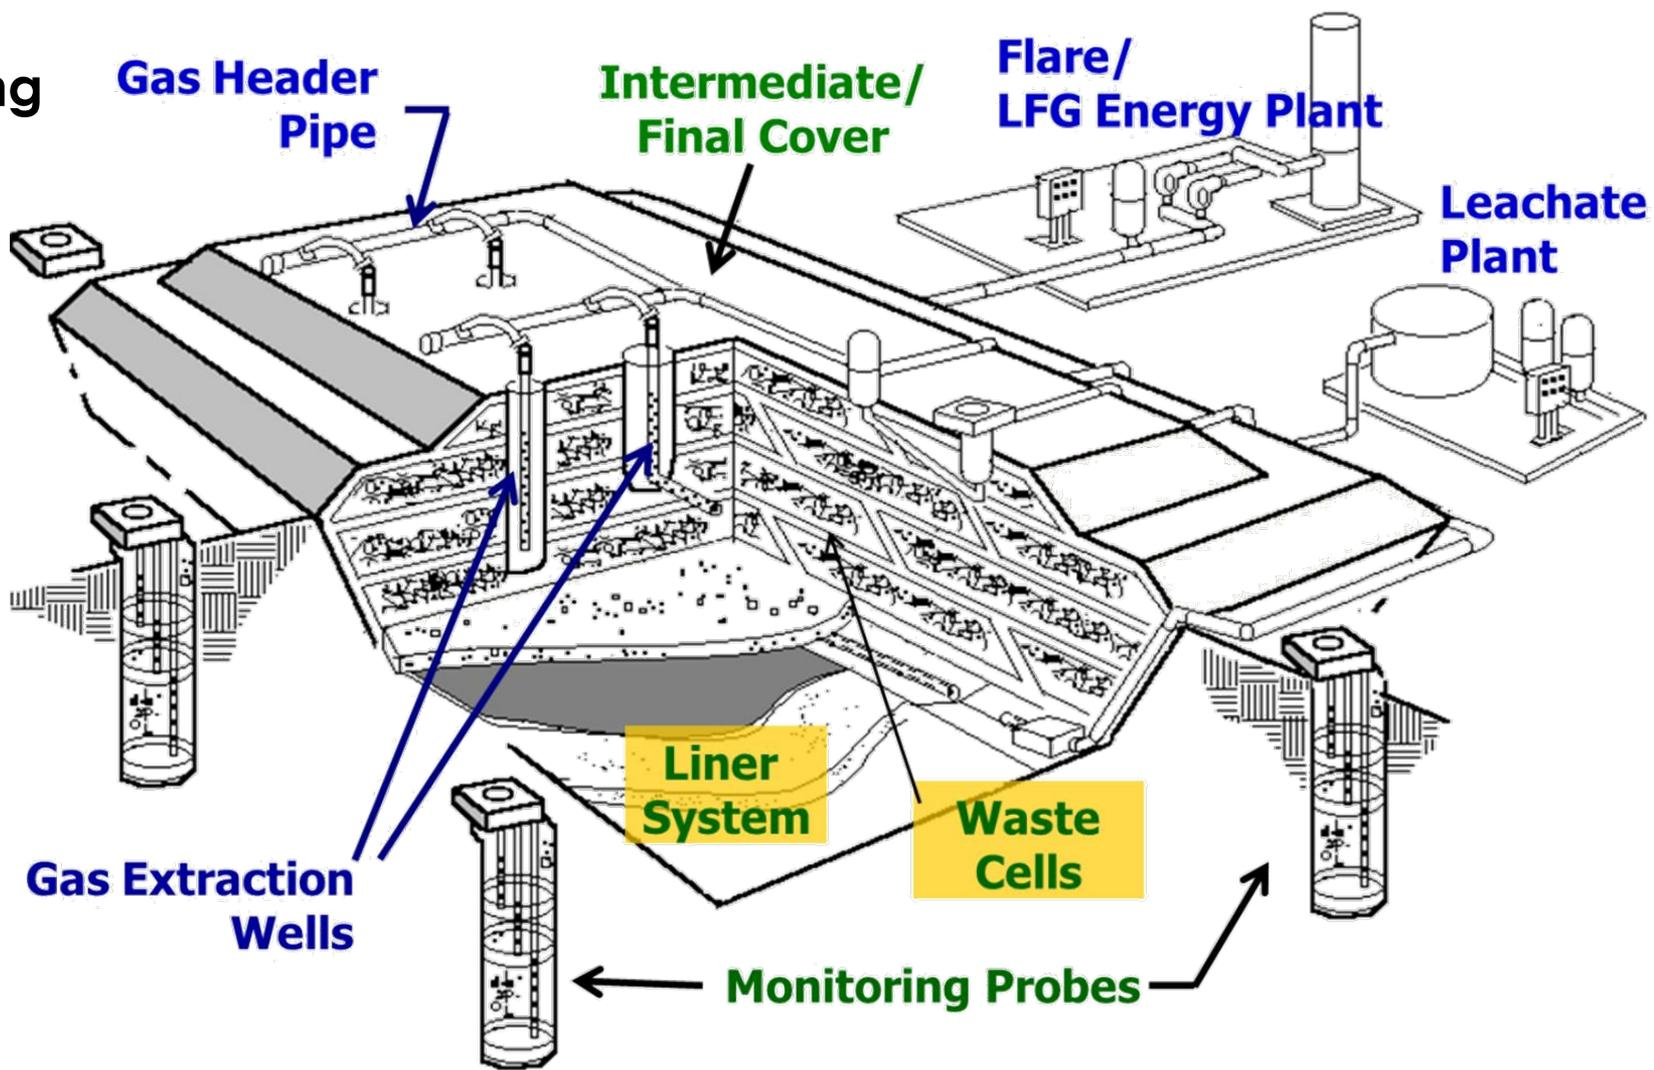 ng
Gas Header
Pipe
Intermediate/
Final Cover
Flare/
LFG Energy Plant
Leachate
Plant
Liner
System
Waste
Cells
Gas Extraction
Wells
Monitoring Probes